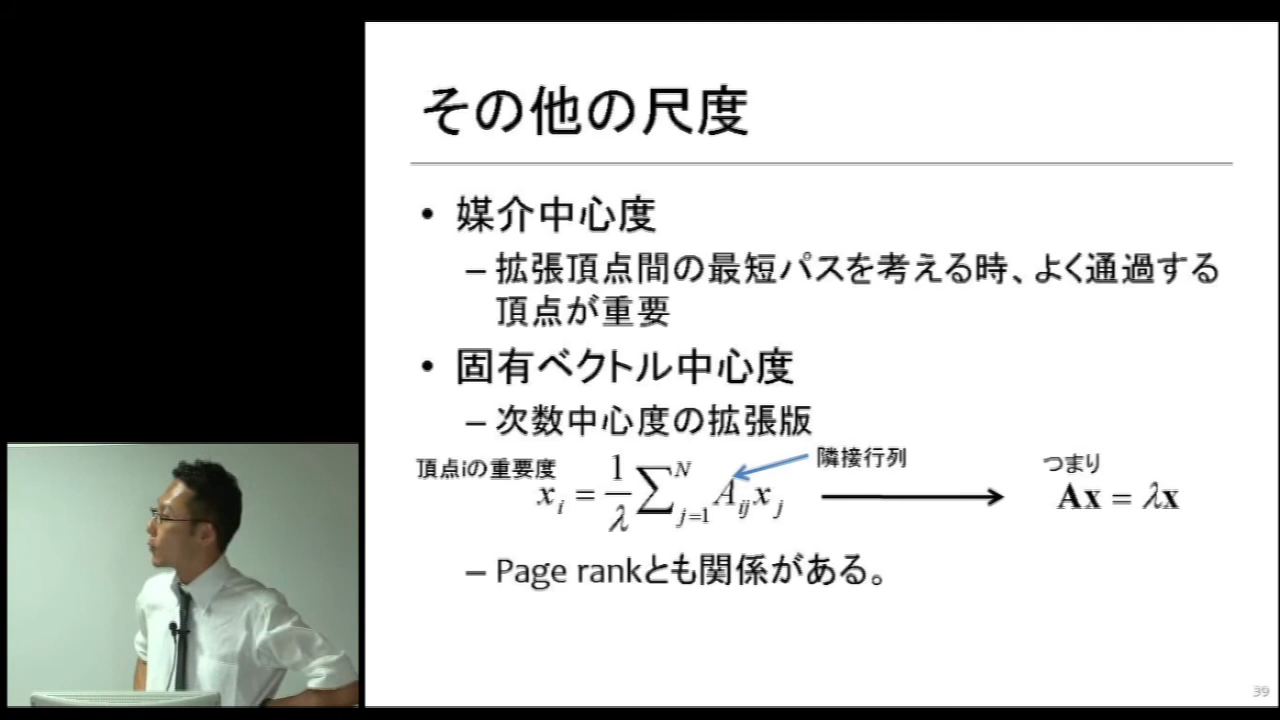 その他の尺度
• 媒介中心度
– 拡張頂点間の最短パスを考える時、よく通過する
頂点が重要
• 固有ベクトル中心度
– 次数中心度の拡張版
頂点iの重要度
x_i = 1/λ ∑_{j=1}^N A_{ij} x_j
隣接行列
つまり
Ax = λx
– Page rankとも関係がある。
39